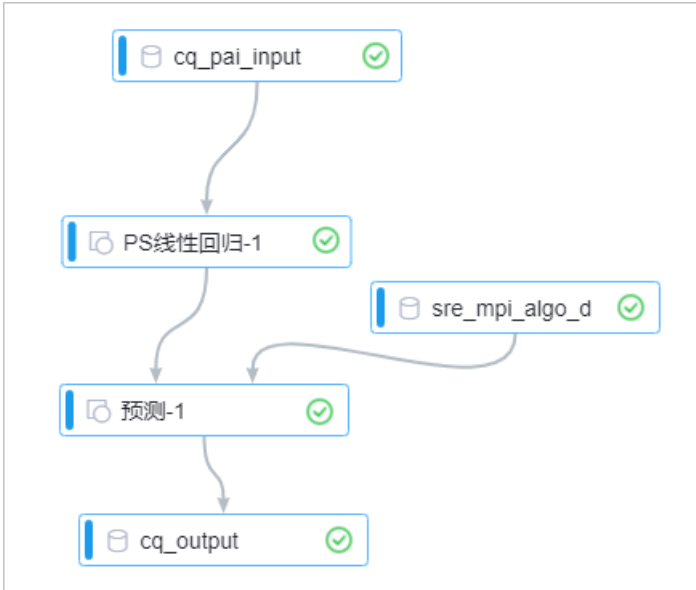 cq_pai_input
PS线性回归-1
sre_mpi_algo_d
预测-1
cq_output